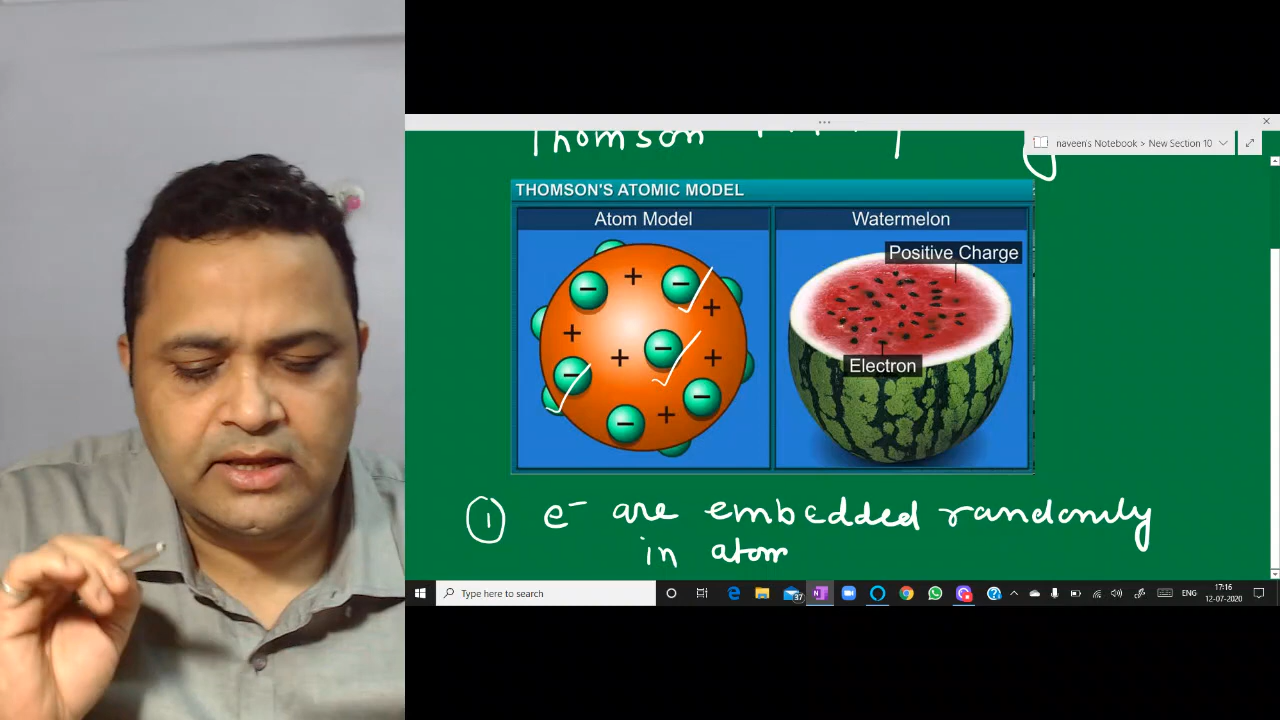 Thomson
naveen's Notebook > New Section 10
THOMSON'S ATOMIC MODEL
Atom Model
Watermelon
Positive Charge
Electron
① e⁻ are embedded randomly
in atom
Type here to search
37
ENG
17:16
12-07-2020